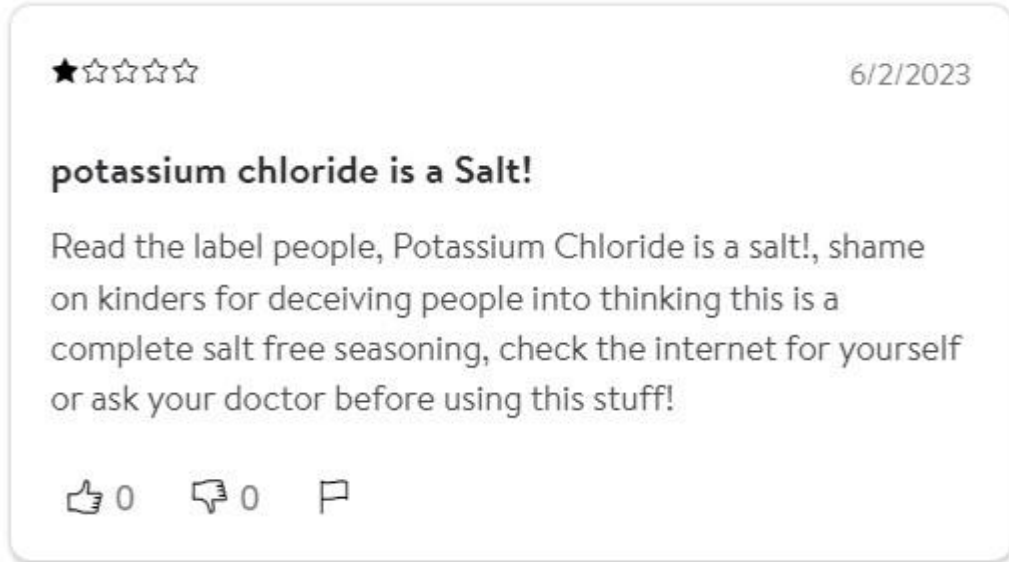 6/2/2023
potassium chloride is a Salt!
Read the label people, Potassium Chloride is a salt!, shame
on kinders for deceiving people into thinking this is a
complete salt free seasoning, check the internet for yourself
or ask your doctor before using this stuff!
0 0